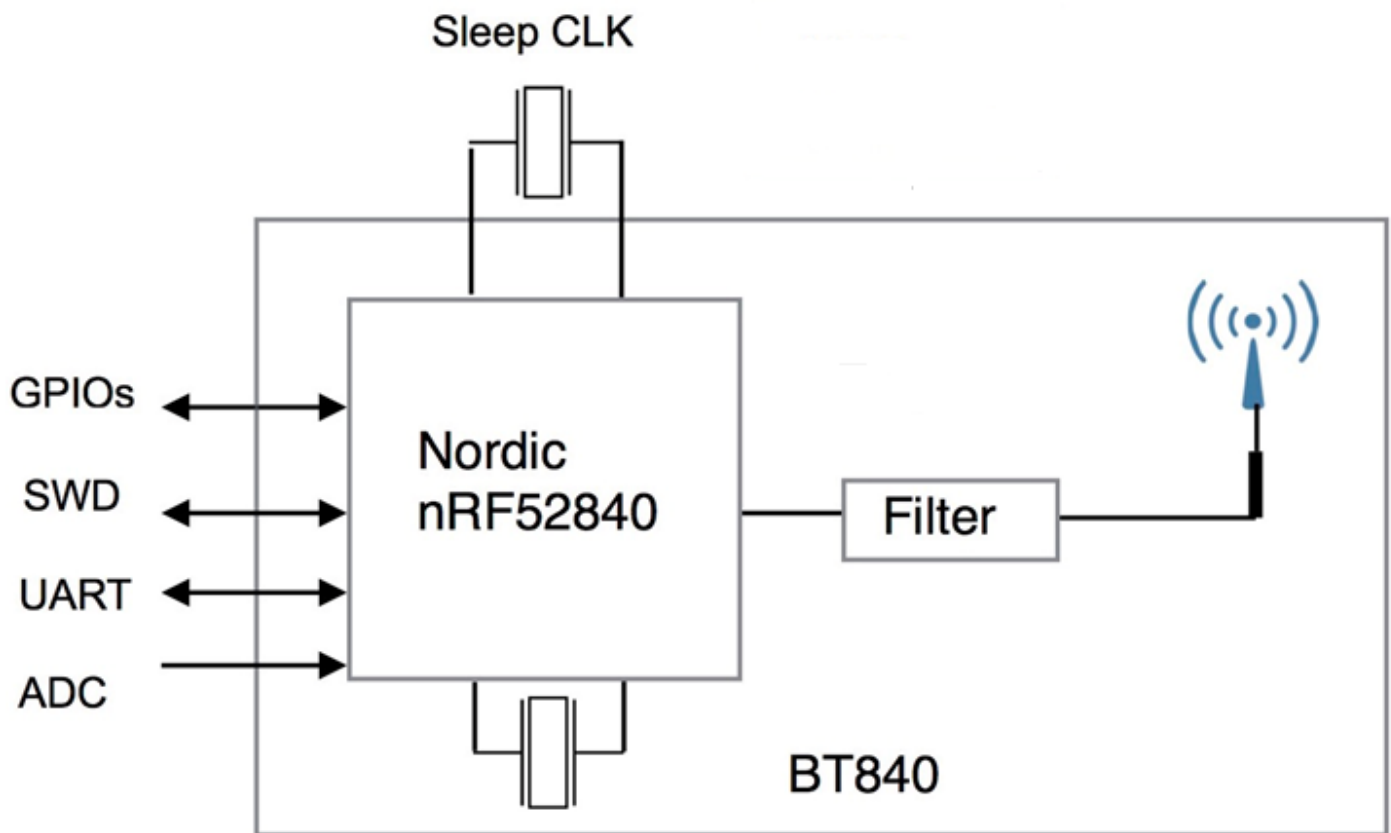 Sleep CLK
GPIOs
SWD
UART
ADC
Nordic
nRF52840
Filter
BT840